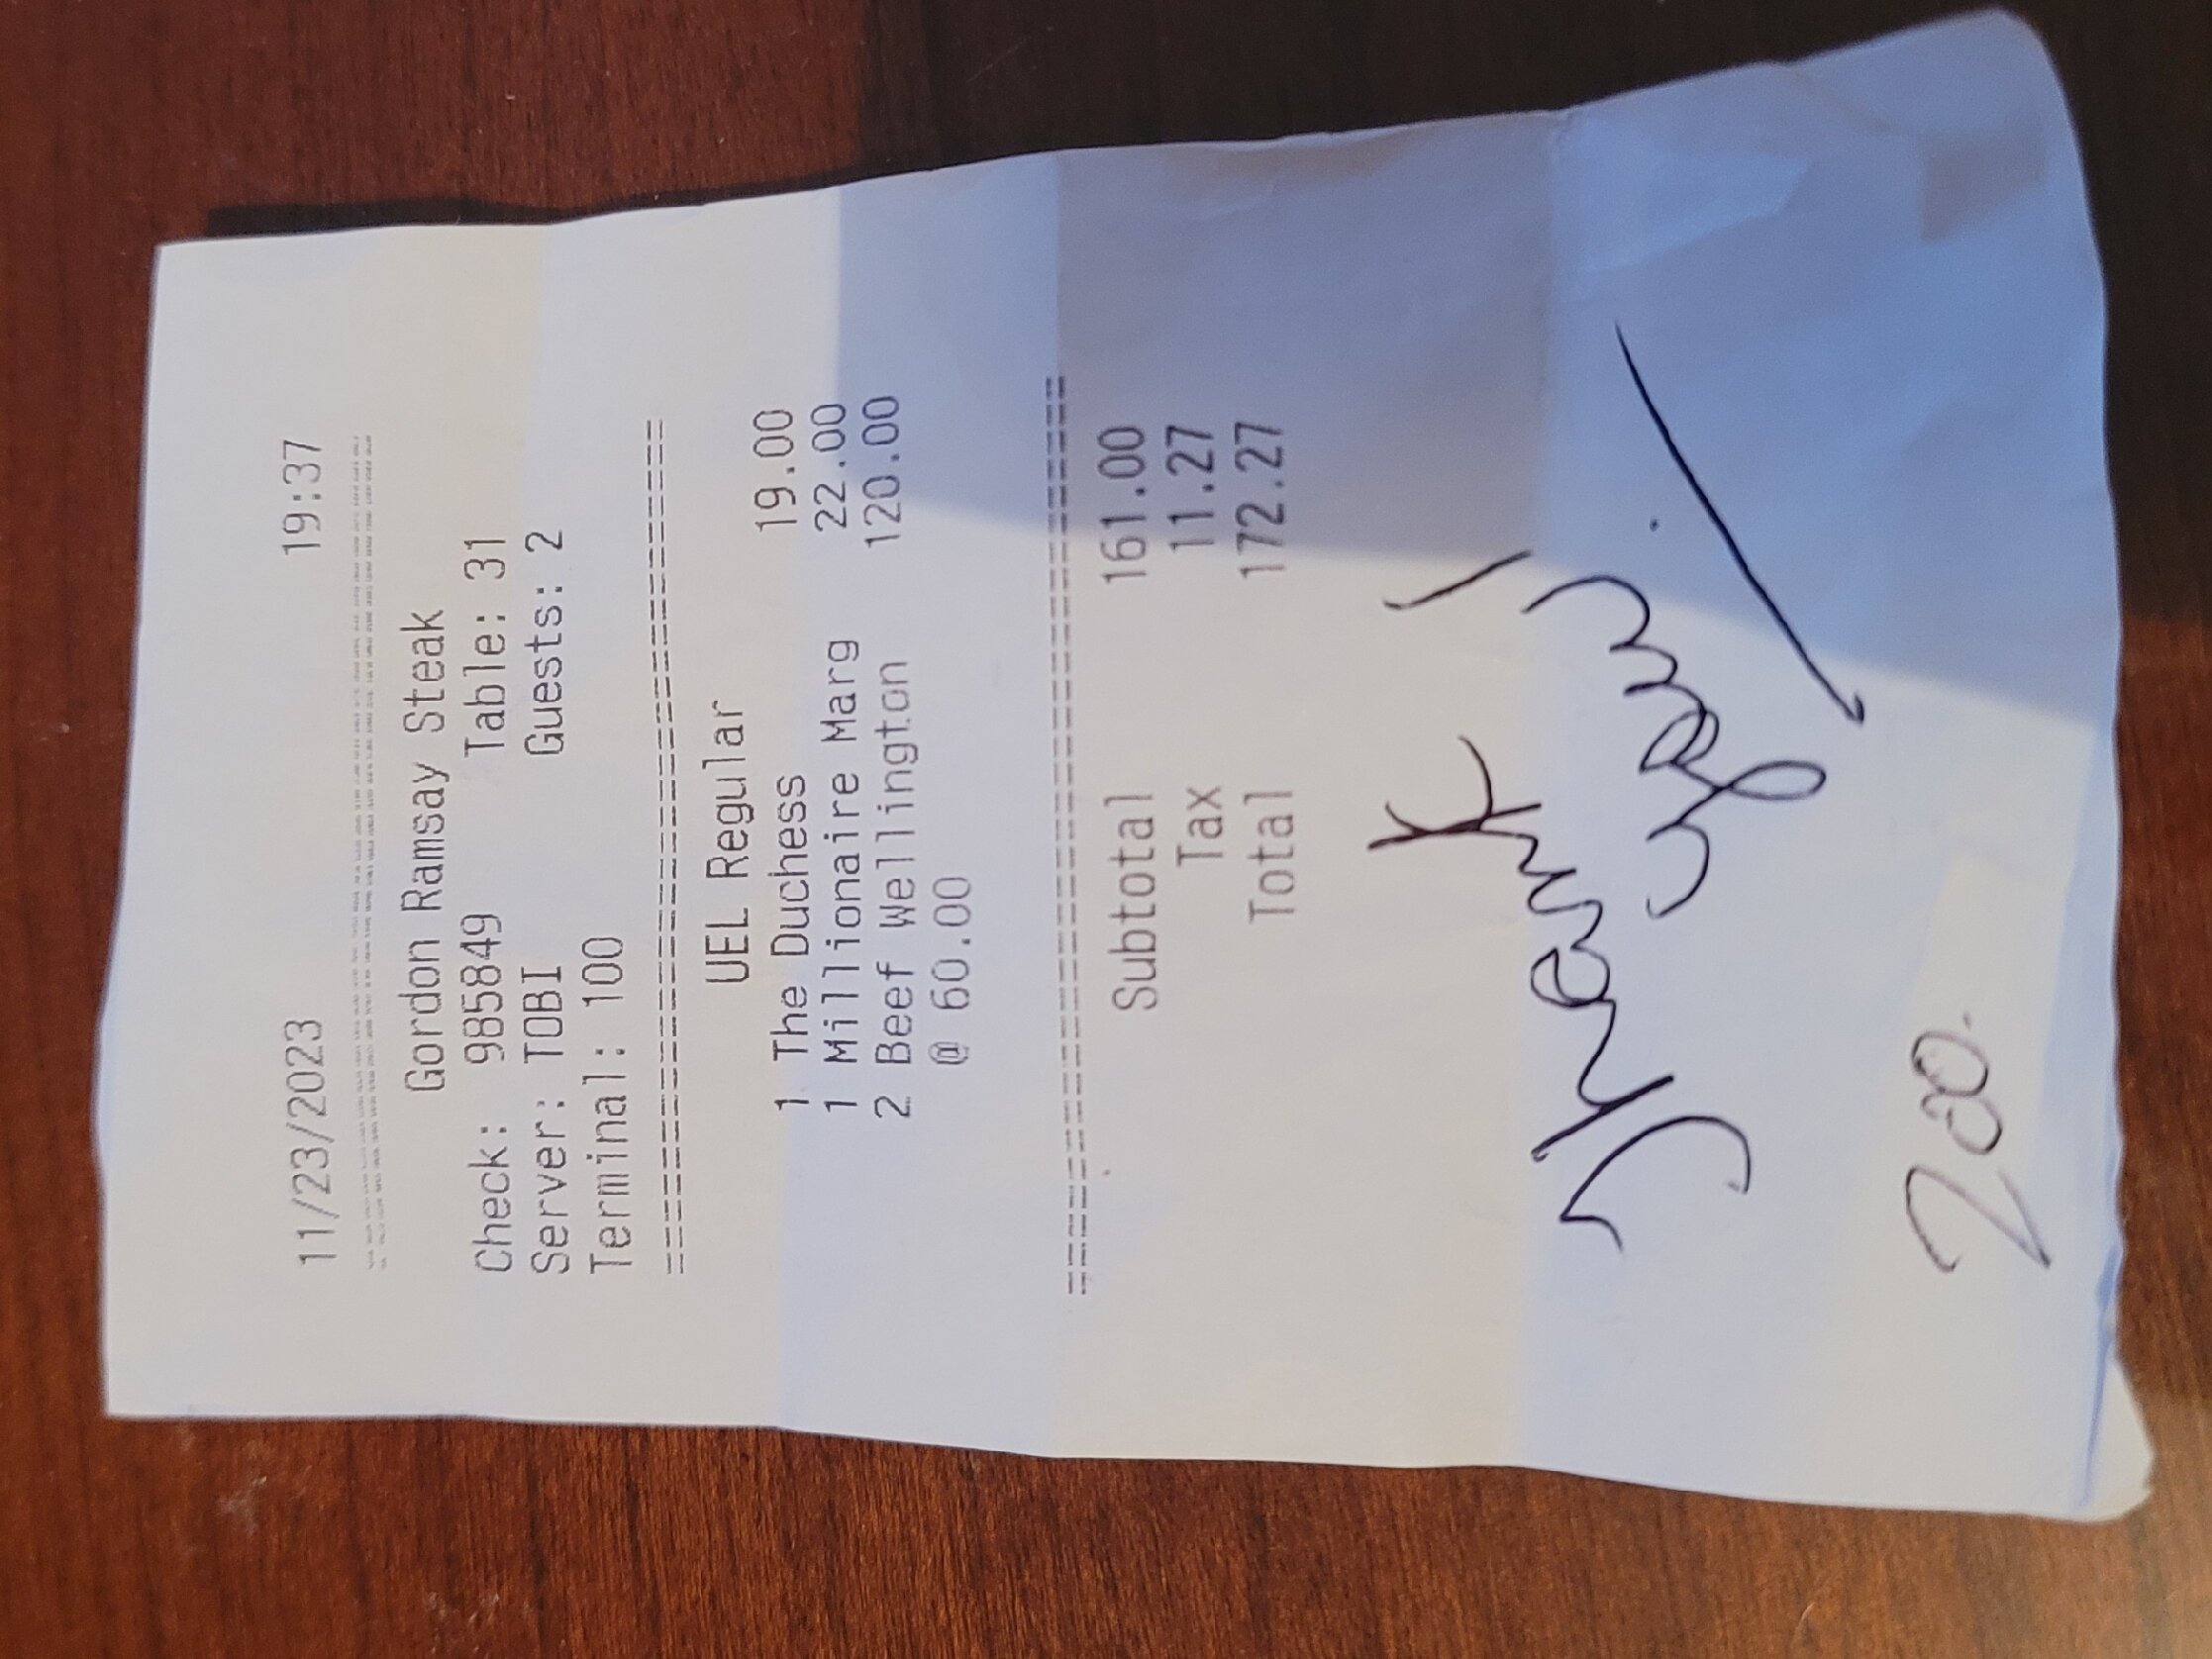 11/23/2023 19:37
Gordon Ramsay Steak
Check: 985849 Table: 31
Server: TOBI Guests: 2
Terminal: 100
========================================
UEL Regular
1 The Duchess 19.00
1 Millionaire Marg 22.00
2 Beef Wellington 120.00
@ 60.00
========================================
Subtotal 161.00
Tax 11.27
Total 172.27
Thank
you!
200.